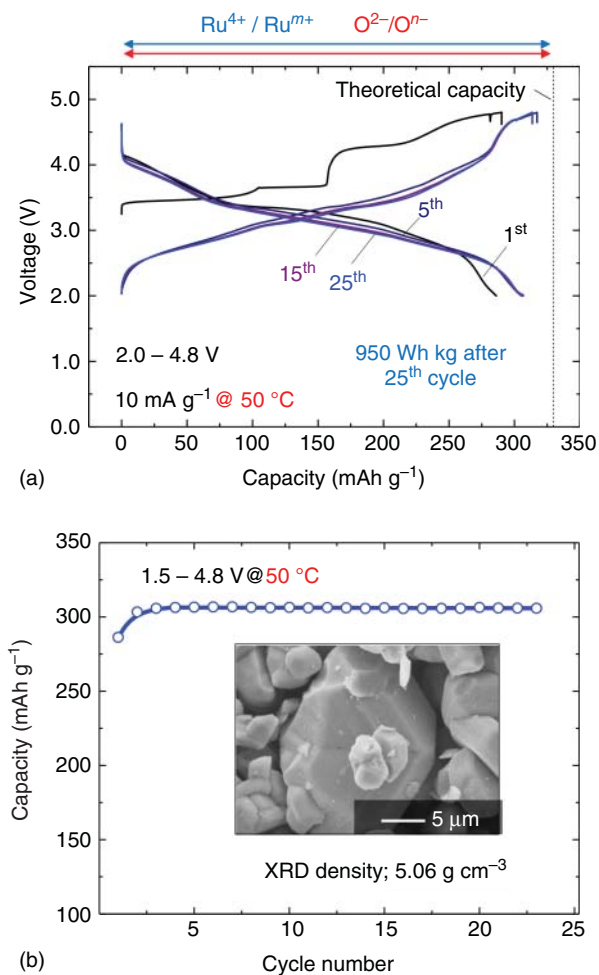 Ru⁴⁺ / Ruᵐ⁺ O²⁻/Oⁿ⁻
5.0
4.0
3.0
2.0
1.0
0.0
Voltage (V)
Theoretical capacity
5th
1st
15th
25th
2.0 – 4.8 V
950 Wh kg after
25th cycle
10 mA g⁻¹ @ 50 °C
0 50 100 150 200 250 300 350
Capacity (mAh g⁻¹)
(a)
350
300
250
200
150
100
Capacity (mAh g⁻¹)
1.5 – 4.8 V@50 °C
5 μm
XRD density; 5.06 g cm⁻³
5 10 15 20 25
Cycle number
(b)